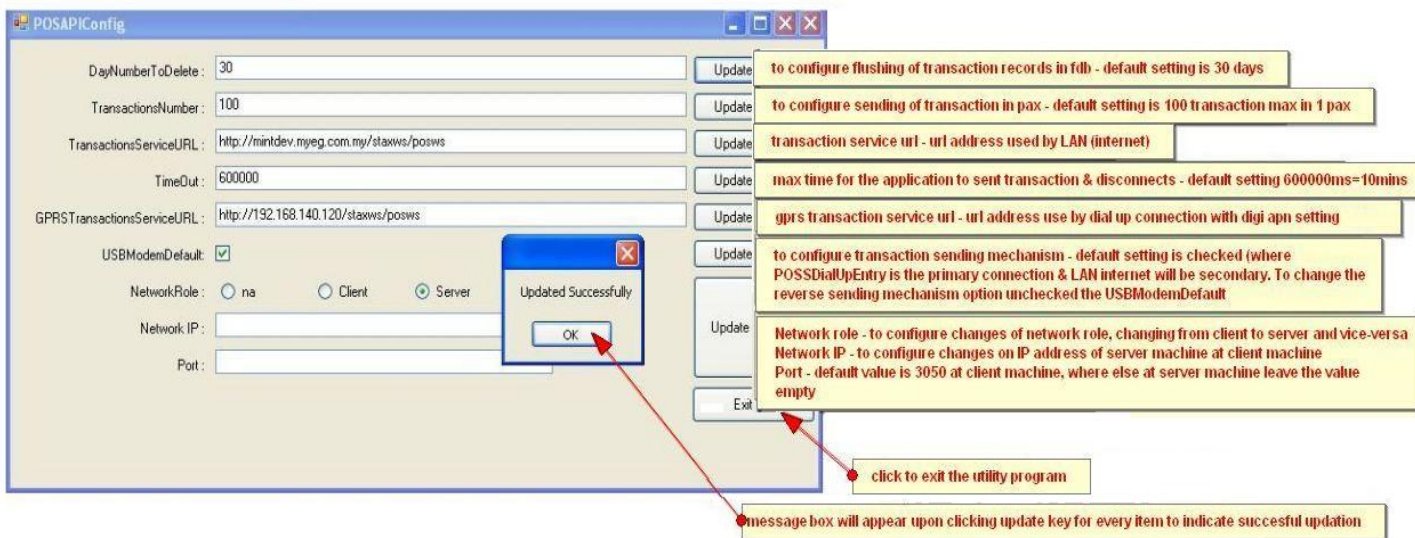 POSAPIConfig
DayNumberToDelete : 30 Update
to configure flushing of transaction records in fdb - default setting is 30 days
TransactionsNumber : 100 Update
to configure sending of transaction in pax - default setting is 100 transaction max in 1 pax
TransactionsServiceURL : http://mintdev.myeg.com.my/staxws/posws Update
transaction service url - url address used by LAN (internet)
TimeOut : 600000 Update
max time for the application to sent transaction & disconnects - default setting 600000ms=10mins
GPRSTransactionsServiceURL : http://192.168.140.120/staxws/posws Update
gprs transaction service url - url address use by dial up connection with digi apn setting
USBModemDefault: Update
to configure transaction sending mechanism - default setting is checked (where
POSSDialUpEntry is the primary connection & LAN internet will be secondary. To change the
reverse sending mechanism option unchecked the USBModemDefault
NetworkRole : na Client Server
Updated Successfully
OK
Network IP :
Update
Port :
Network role - to configure changes of network role, changing from client to server and vice-versa
Network IP - to configure changes on IP address of server machine at client machine
Port - default value is 3050 at client machine, where else at server machine leave the value
empty
Exit
click to exit the utility program
message box will appear upon clicking update key for every item to indicate succesful updation